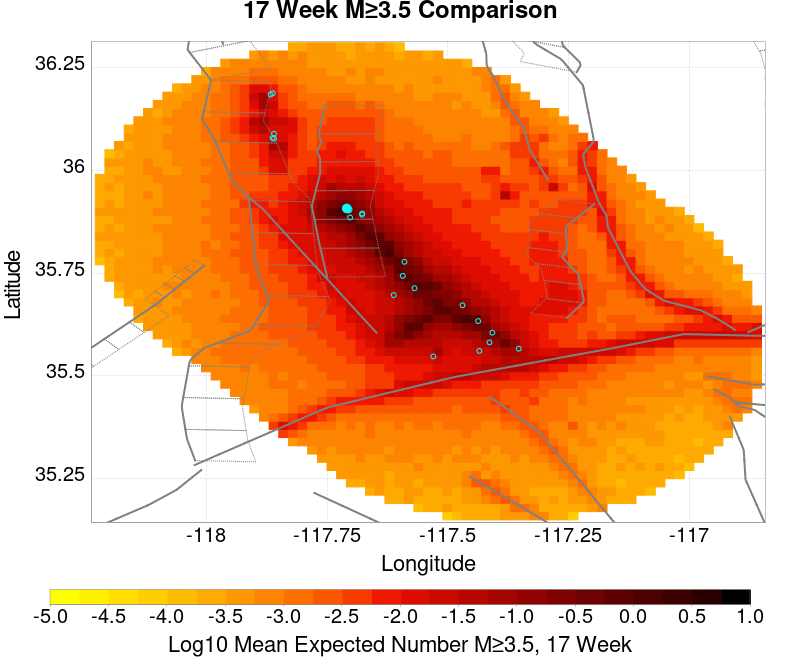 17 Week M≥3.5 Comparison
36.25
36
35.75
35.5
35.25
Latitude
-118 -117.75 -117.5 -117.25 -117
Longitude
-5.0 -4.5 -4.0 -3.5 -3.0 -2.5 -2.0 -1.5 -1.0 -0.5 0.0 0.5 1.0
Log10 Mean Expected Number M≥3.5, 17 Week